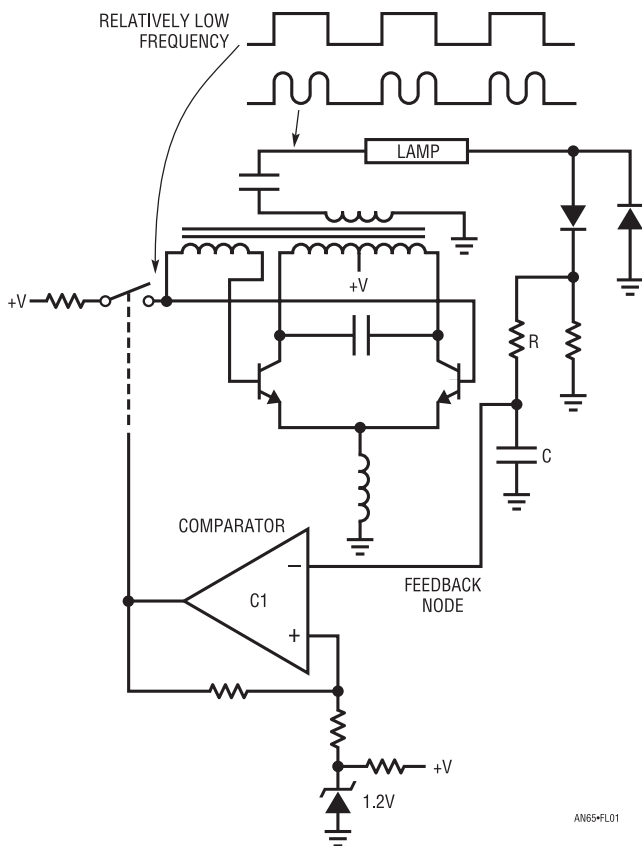 RELATIVELY LOW
FREQUENCY
LAMP
+V
+V
R
C
COMPARATOR
C1
−
+
FEEDBACK
NODE
+V
1.2V
AN65•FL01